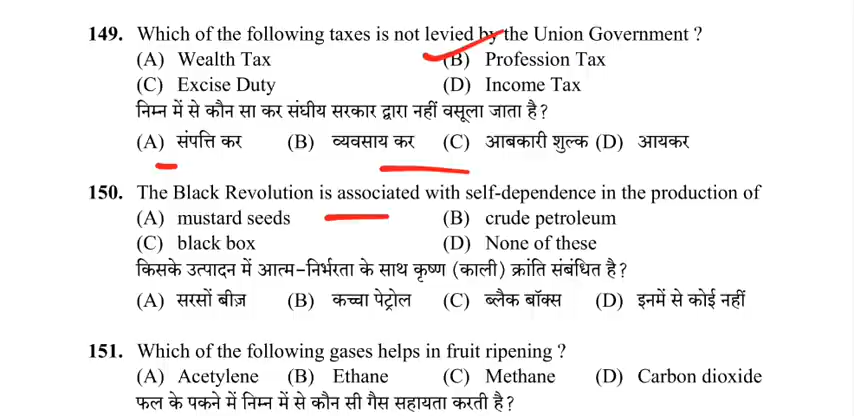 149. Which of the following taxes is not levied by the Union Government ?
(A) Wealth Tax (B) Profession Tax
(C) Excise Duty (D) Income Tax
निम्न में से कौन सा कर संघीय सरकार द्वारा नहीं वसूला जाता है?
(A) संपत्ति कर (B) व्यवसाय कर (C) आबकारी शुल्क (D) आयकर
150. The Black Revolution is associated with self-dependence in the production of
(A) mustard seeds (B) crude petroleum
(C) black box (D) None of these
किसके उत्पादन में आत्म-निर्भरता के साथ कृष्ण (काली) क्रांति संबंधित है?
(A) सरसों बीज़ (B) कच्चा पेट्रोल (C) ब्लैक बॉक्स (D) इनमें से कोई नहीं
151. Which of the following gases helps in fruit ripening ?
(A) Acetylene (B) Ethane (C) Methane (D) Carbon dioxide
फल के पकने में निम्न में से कौन सी गैस सहायता करती है?